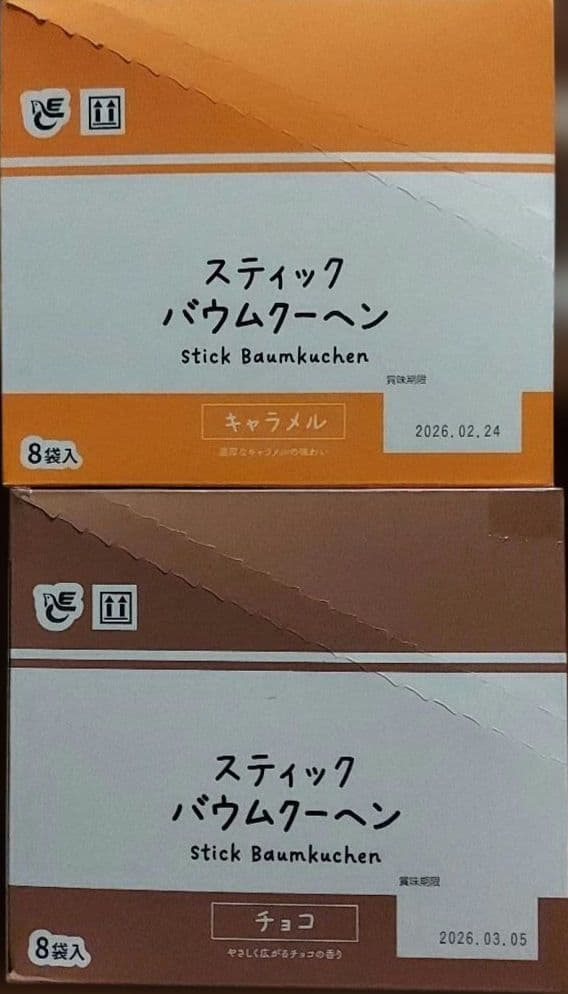 スティック
バウムクーヘン
Stick Baumkuchen
賞味期限
キャラメル
2026.02.24
濃厚なキャラメルの味わい
8袋入
スティック
バウムクーヘン
Stick Baumkuchen
賞味期限
チョコ
2026.03.05
やさしく広がるチョコの香り
8袋入